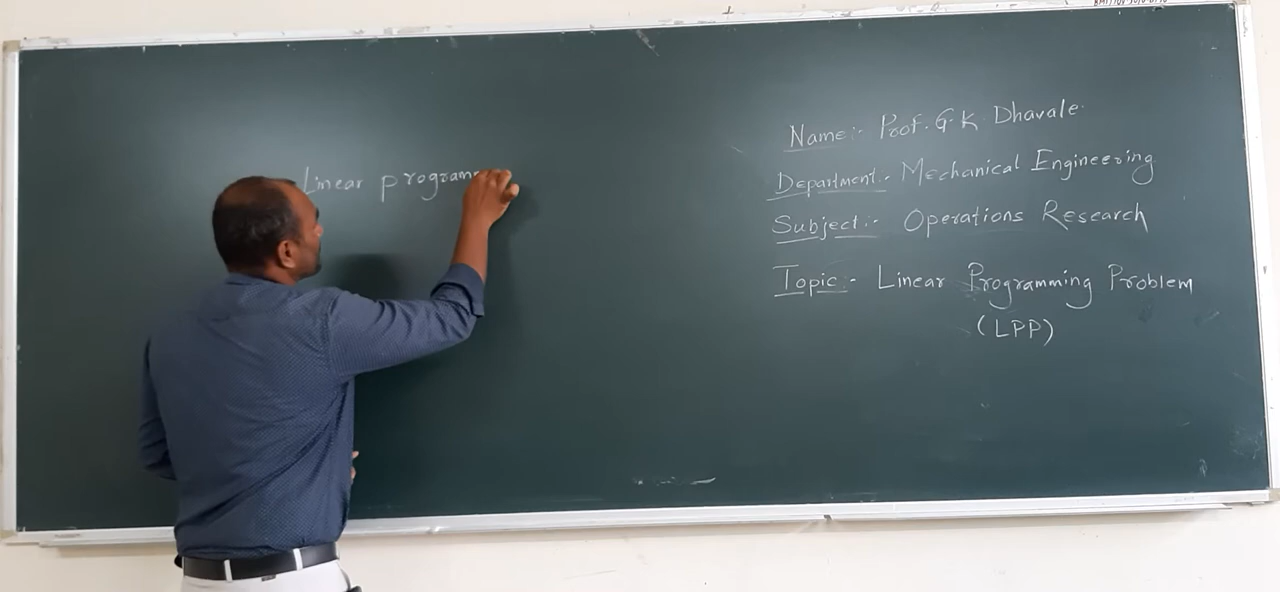 Linear program
Name:- Prof. G.K. Dhavale.
Department:- Mechanical Engineering
Subject:- Operations Research
Topic:- Linear Programming Problem
(LPP)